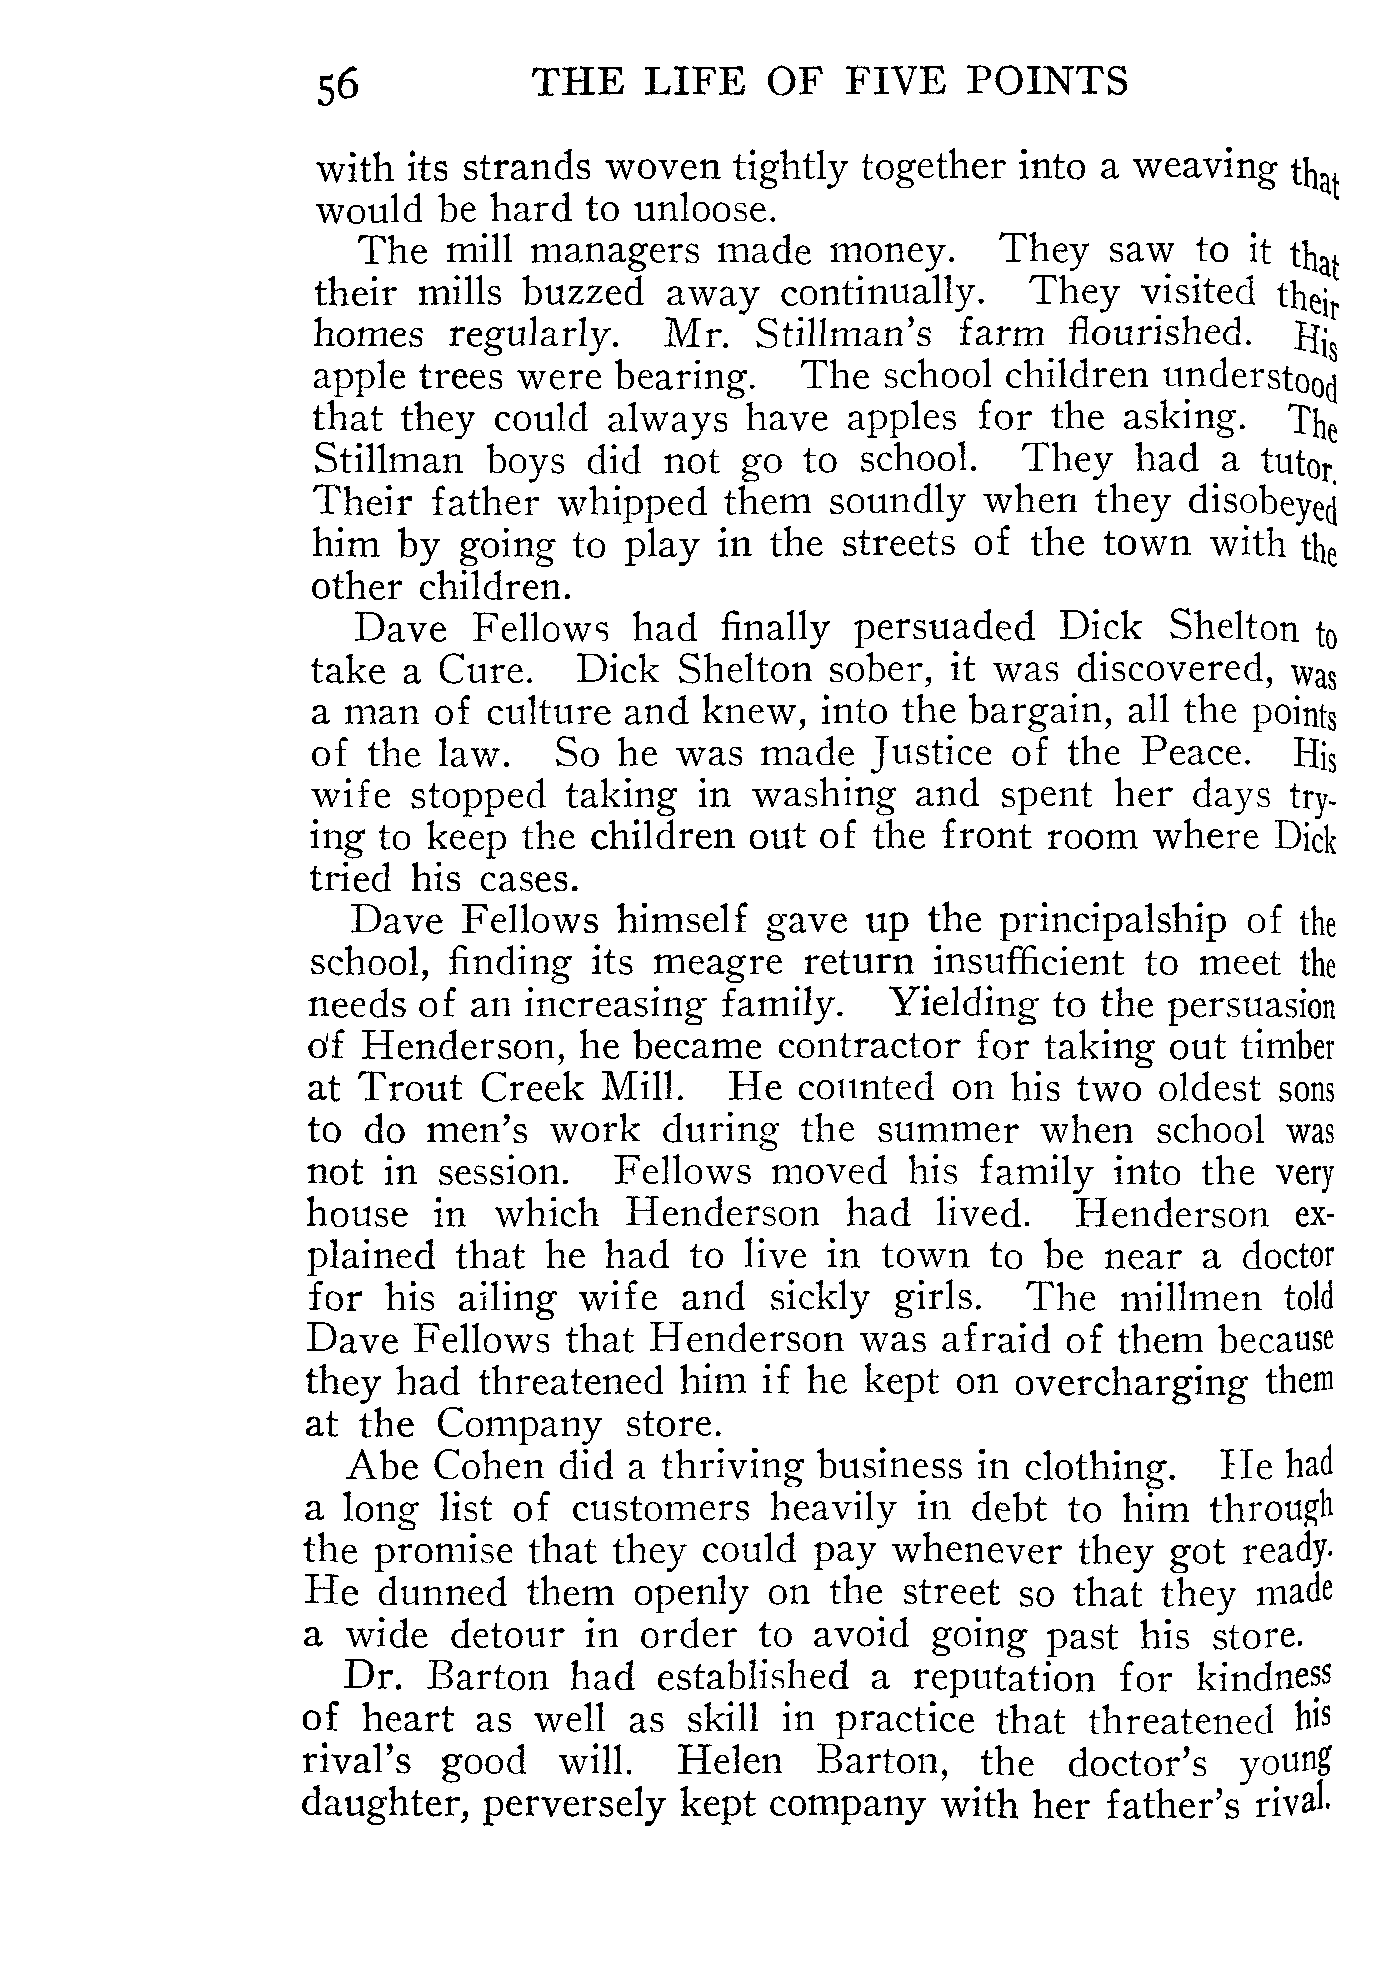 56 THE LIFE OF FIVE POINTS
with its strands woven tightly together into a weaving that
would be hard to unloose.
The mill managers made money. They saw to it that
their mills buzzed away continually. They visited their
homes regularly. Mr. Stillman's farm flourished. His
apple trees were bearing. The school children understood
that they could always have apples for the asking. The
Stillman boys did not go to school. They had a tutor.
Their father whipped them soundly when they disobeyed
him by going to play in the streets of the town with the
other children.
Dave Fellows had finally persuaded Dick Shelton to
take a Cure. Dick Shelton sober, it was discovered, was
a man of culture and knew, into the bargain, all the points
of the law. So he was made Justice of the Peace. His
wife stopped taking in washing and spent her days try-
ing to keep the children out of the front room where Dick
tried his cases.
Dave Fellows himself gave up the principalship of the
school, finding its meagre return insufficient to meet the
needs of an increasing family. Yielding to the persuasion
of Henderson, he became contractor for taking out timber
at Trout Creek Mill. He counted on his two oldest sons
to do men's work during the summer when school was
not in session. Fellows moved his family into the very
house in which Henderson had lived. Henderson ex-
plained that he had to live in town to be near a doctor
for his ailing wife and sickly girls. The millmen told
Dave Fellows that Henderson was afraid of them because
they had threatened him if he kept on overcharging them
at the Company store.
Abe Cohen did a thriving business in clothing. He had
a long list of customers heavily in debt to him through
the promise that they could pay whenever they got ready.
He dunned them openly on the street so that they made
a wide detour in order to avoid going past his store.
Dr. Barton had established a reputation for kindness
of heart as well as skill in practice that threatened his
rival's good will. Helen Barton, the doctor's young
daughter, perversely kept company with her father's rival.